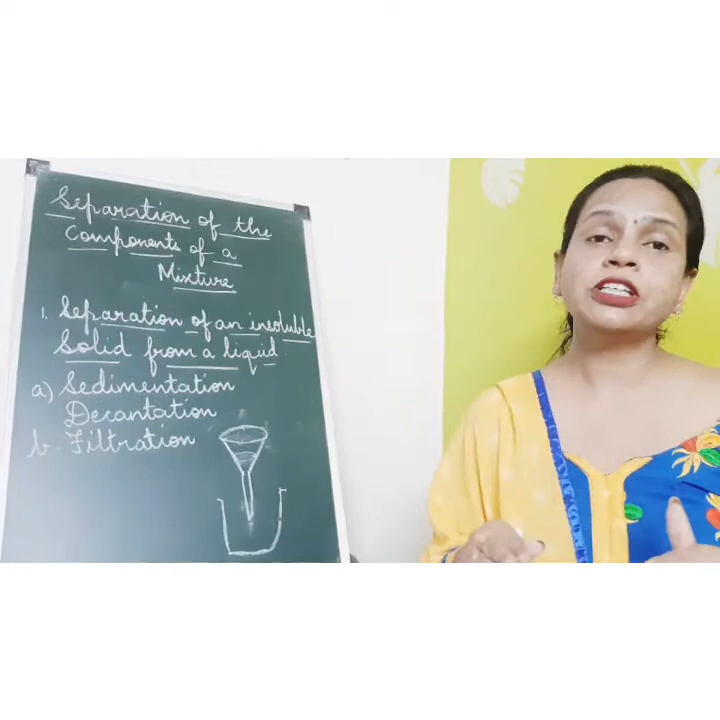 Separation of the
Components of a
Mixture
1. Separation of an insoluble
Solid from a liquid
a) Sedimentation
Decantation
b. Filtration